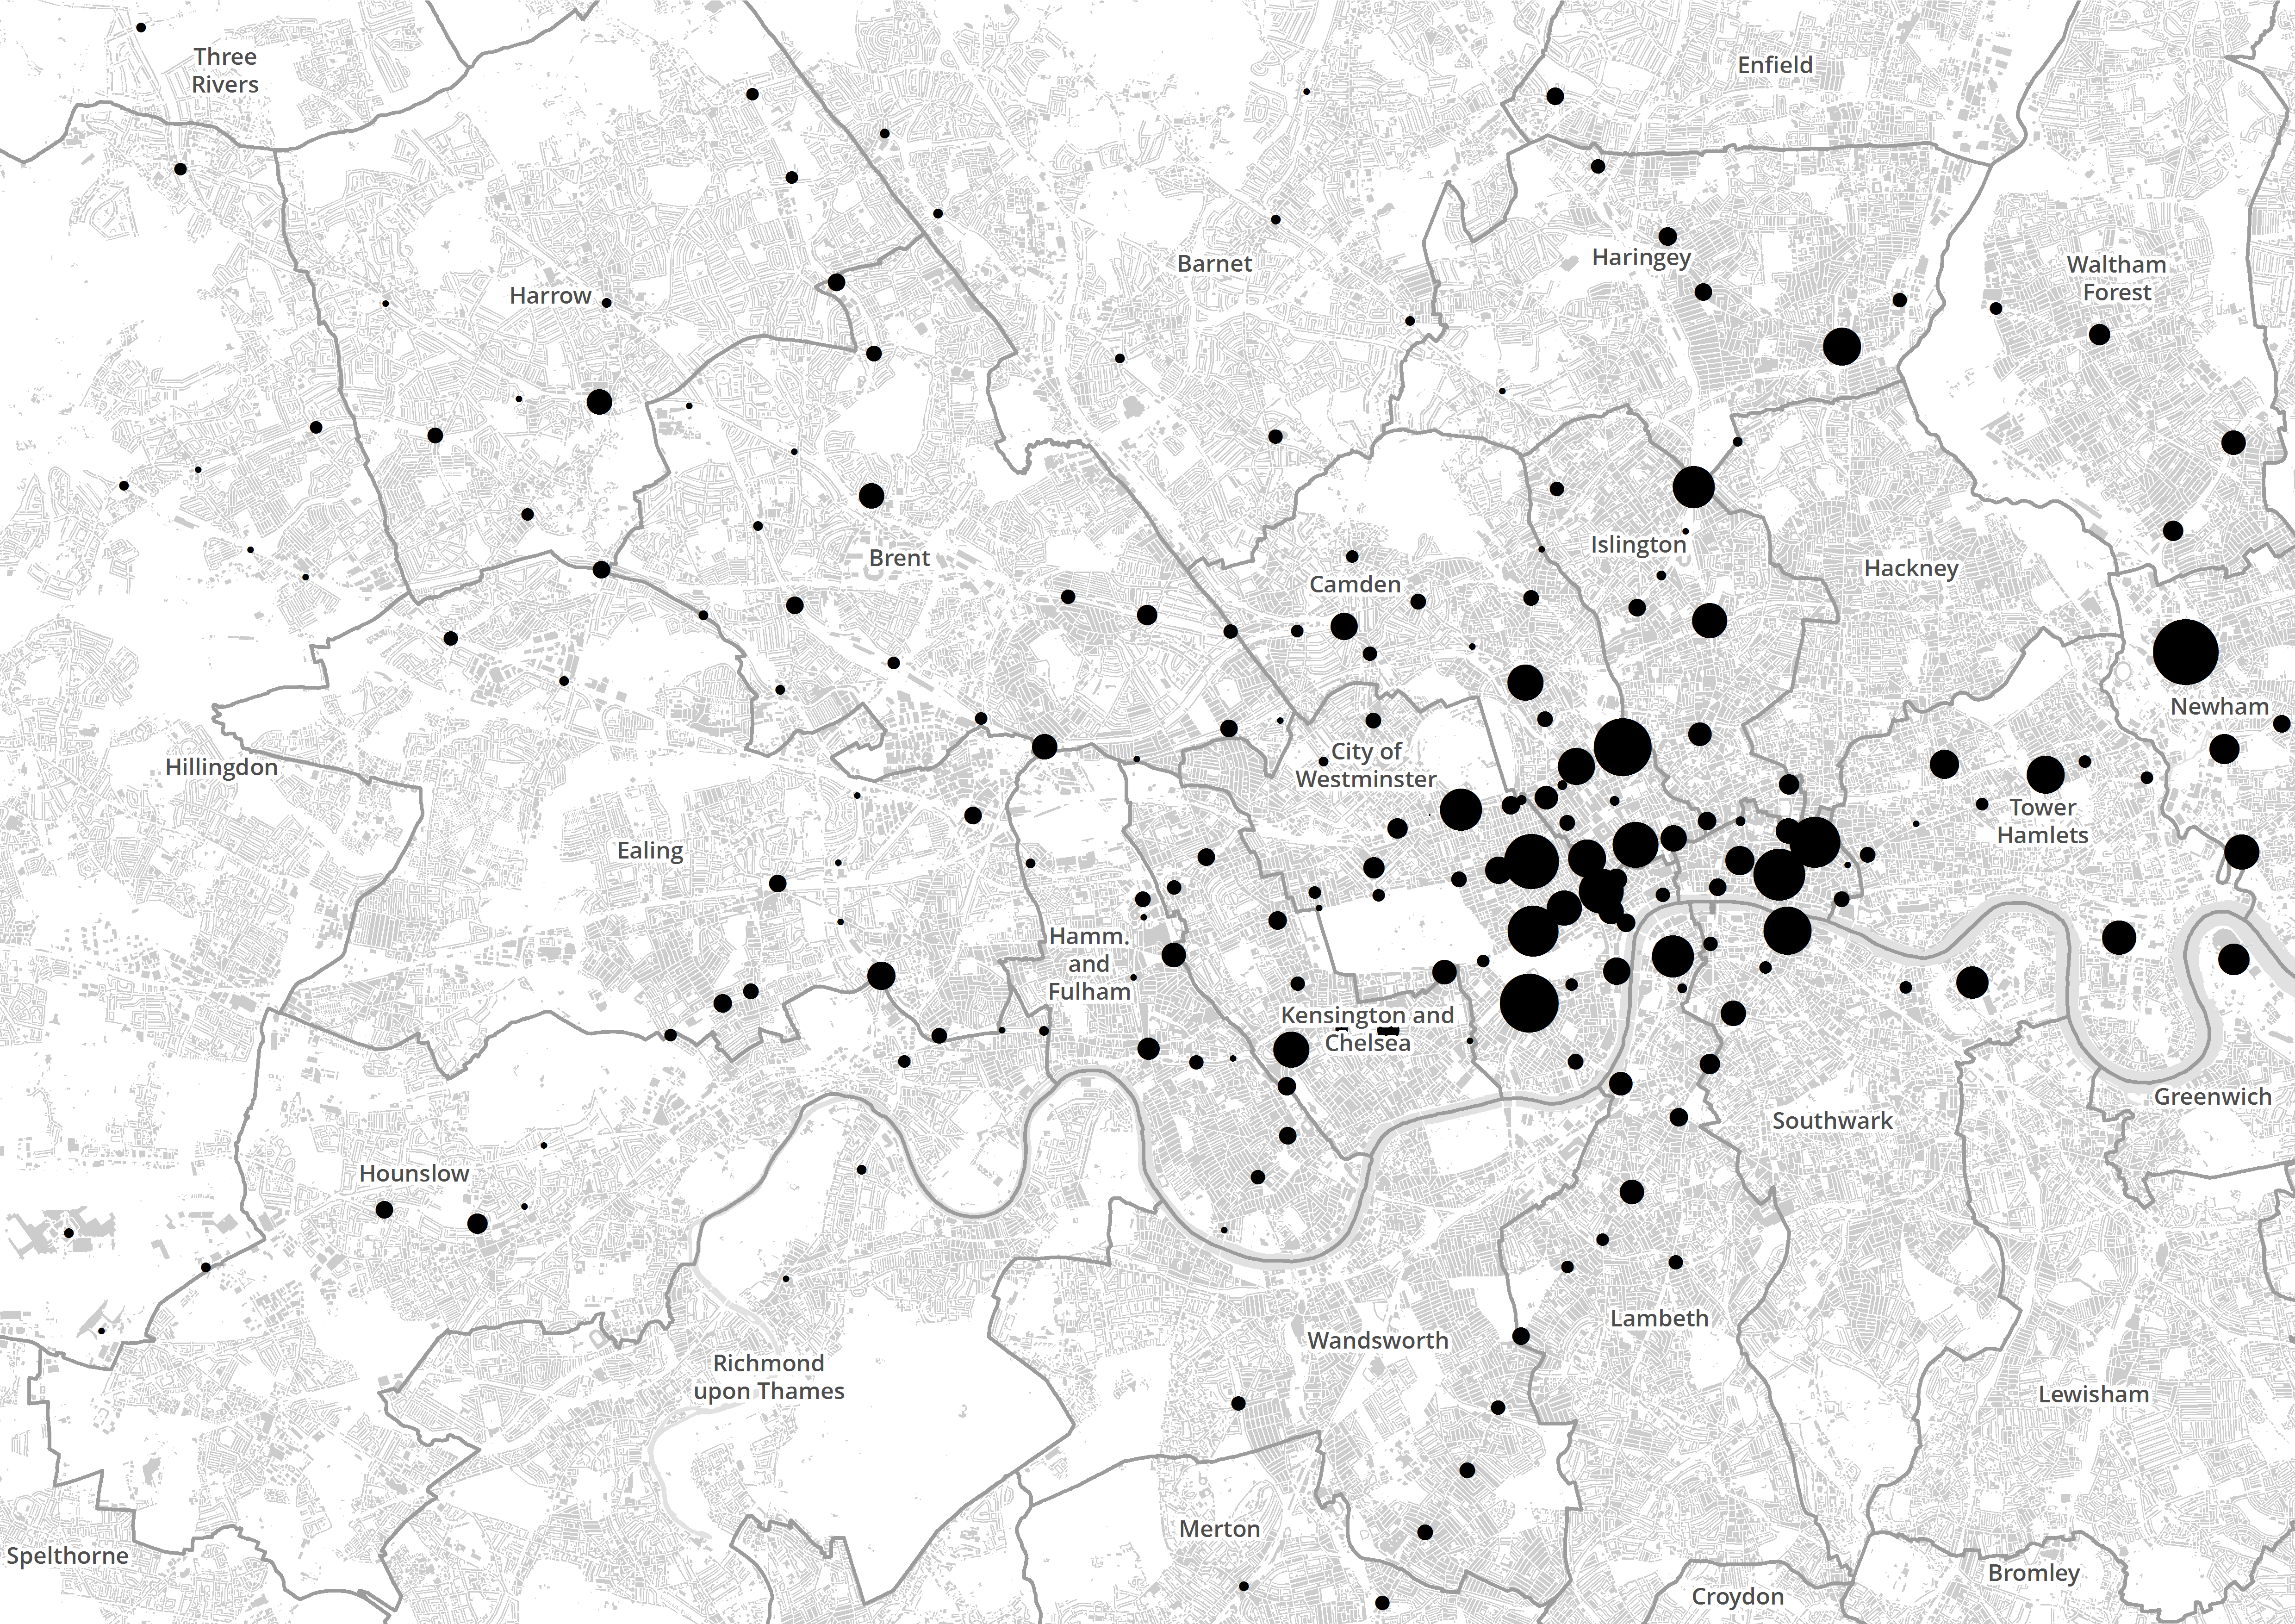 Three
Rivers
Enfield
Haringey
Barnet
Waltham
Forest
Harrow
Islington
Brent
Hackney
Camden
Newham
City of
Westminster
Hillingdon
Tower
Hamlets
Ealing
Hamm.
and
Fulham
Kensington and
Chelsea
Greenwich
Southwark
Hounslow
Lambeth
Wandsworth
Richmond
upon Thames
Lewisham
Merton
Spelthorne
Bromley
Croydon